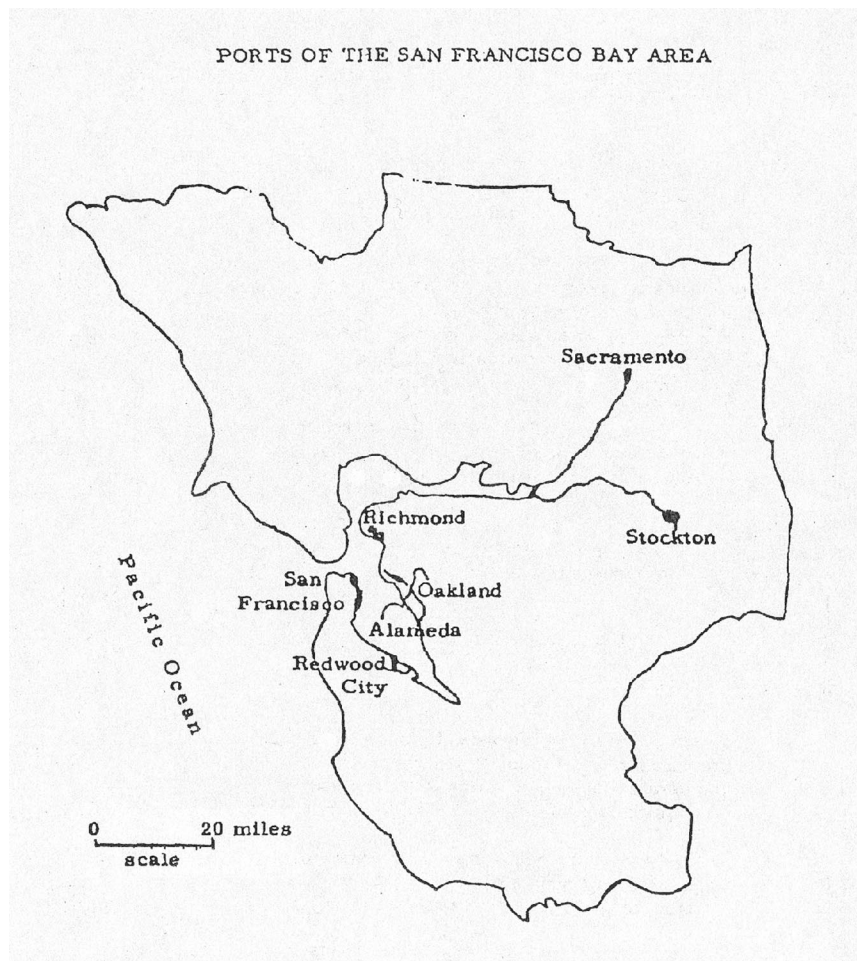 PORTS OF THE SAN FRANCISCO BAY AREA
Sacramento
Richmond
Stockton
San
Francisco
Oakland
Alameda
Redwood
City
Pacific Ocean
0 20 miles
scale